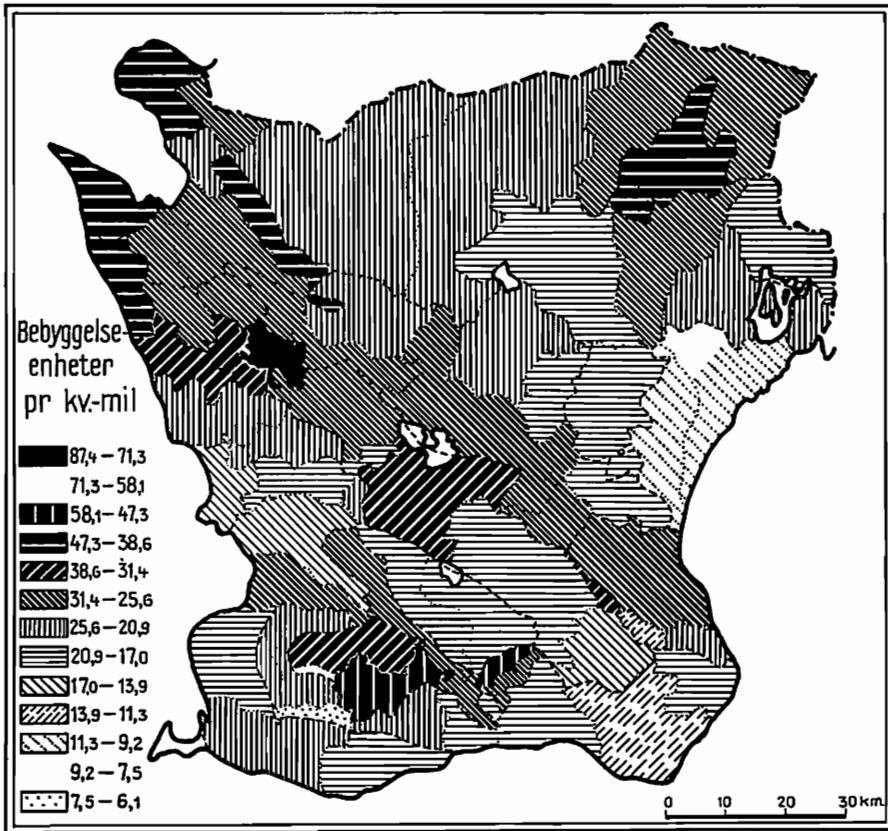 Bebyggelse-
enheter
pr kv.-mil
87,4 – 71,3
71,3 – 58,1
58,1 – 47,3
47,3 – 38,6
38,6 – 31,4
31,4 – 25,6
25,6 – 20,9
20,9 – 17,0
17,0 – 13,9
13,9 – 11,3
11,3 – 9,2
9,2 – 7,5
7,5 – 6,1
0 10 20 30 km.